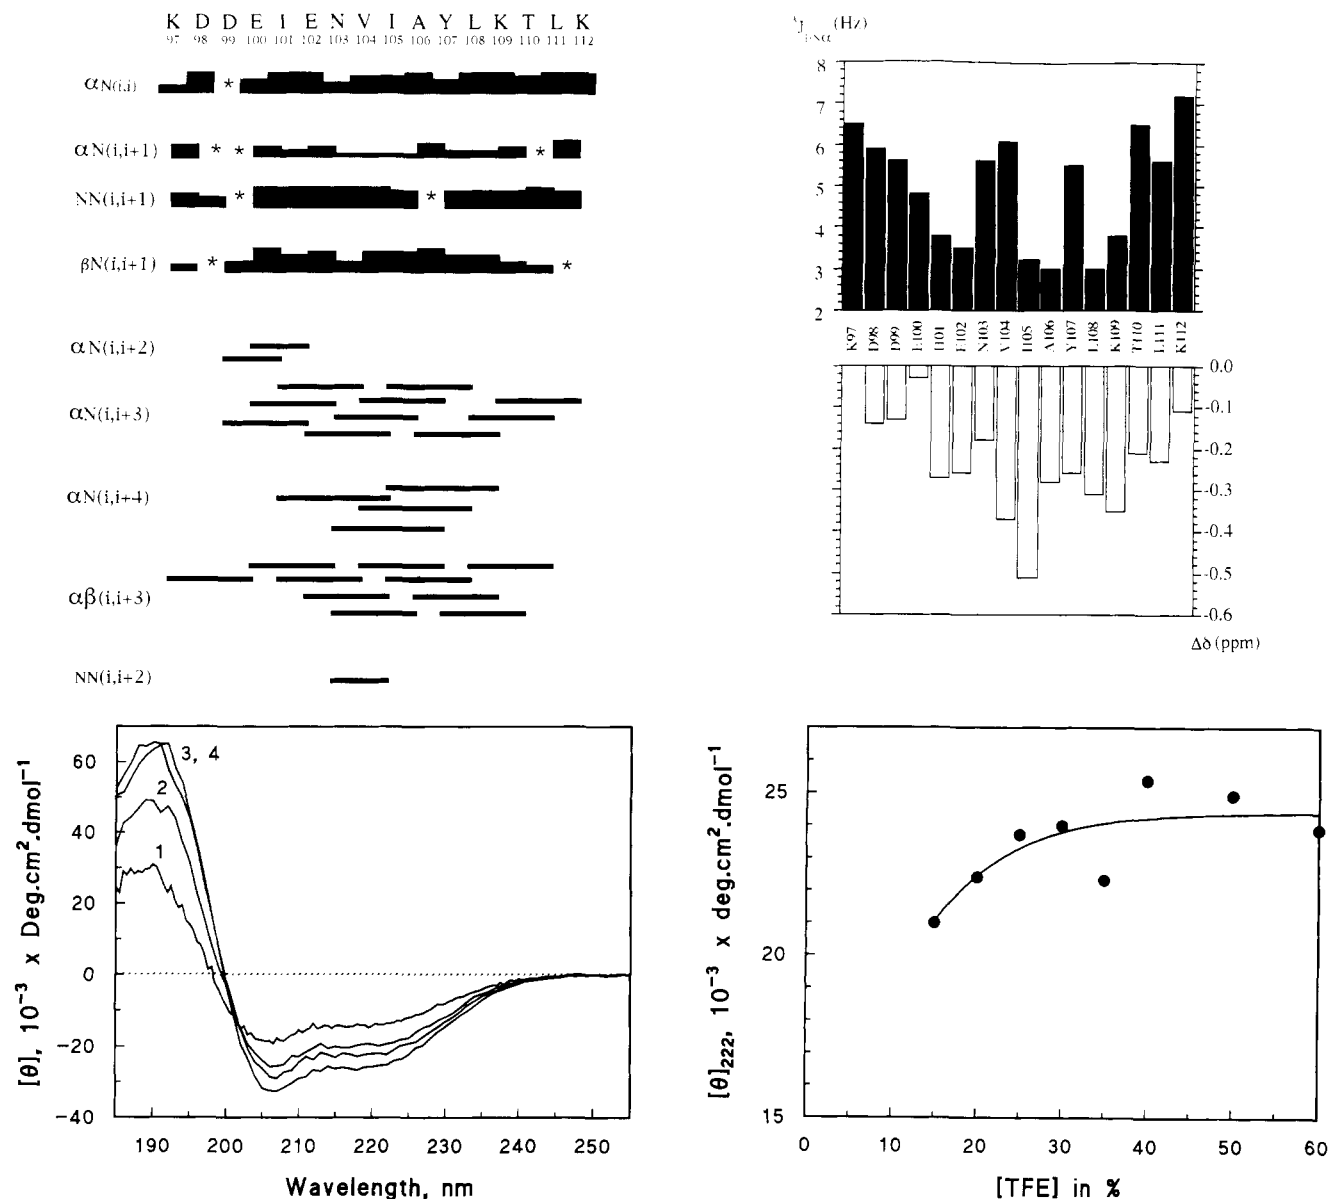 K D D E I E N V I A Y L K T L K
97 98 99 100 101 102 103 104 105 106 107 108 109 110 111 112
αN(i,i)
*
αN(i,i+1)
* * *
NN(i,i+1)
* *
βN(i,i+1)
* *
αN(i,i+2)
αN(i,i+3)
αN(i,i+4)
αβ(i,i+3)
NN(i,i+2)
(Hz)
8
7
6
5
4
3
2
K97 D98 D99 E100 I101 E102 N103 V104 I105 A106 Y107 L108 K109 T110 L111 K112
0.0
-0.1
-0.2
-0.3
-0.4
-0.5
-0.6
Δδ (ppm)
[θ], 10⁻³ x Deg.cm².dmol⁻¹
60
40
20
0
−20
−40
3, 4
2
1
190 200 210 220 230 240 250
Wavelength, nm
[θ]₂₂₂, 10⁻³ x deg.cm².dmol⁻¹
25
20
15
0 10 20 30 40 50 60
[TFE] in %